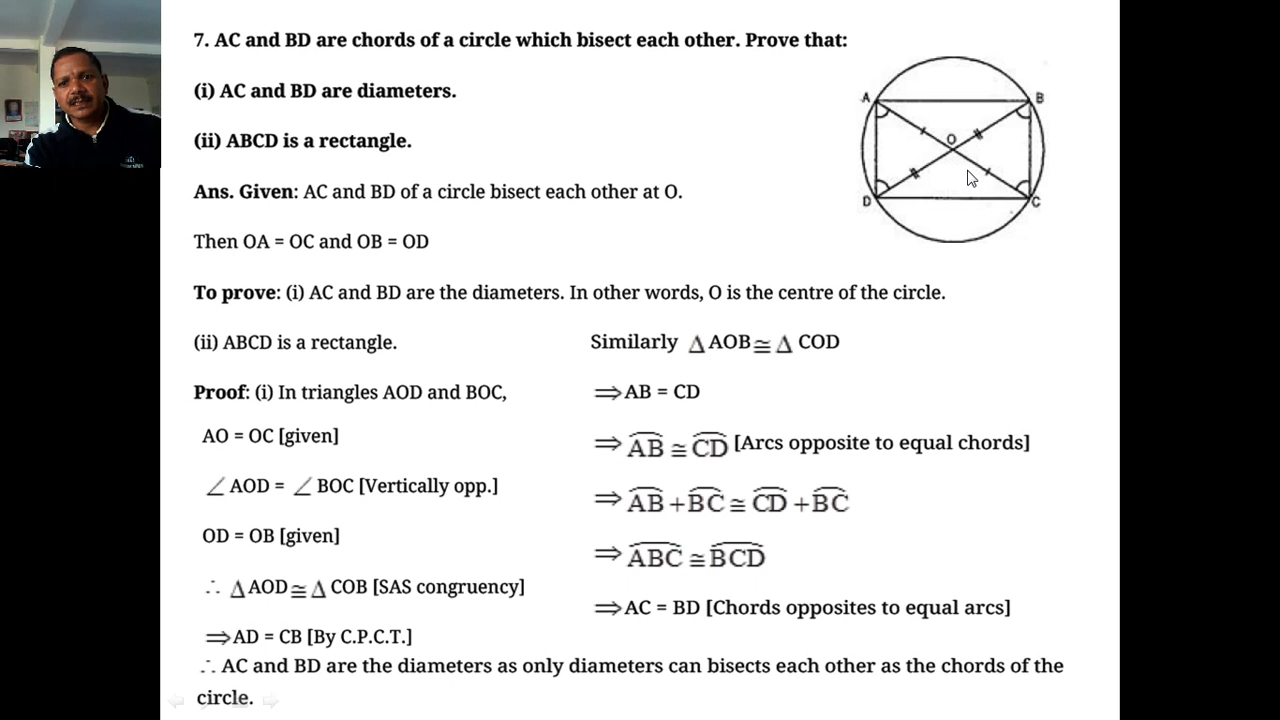 7. AC and BD are chords of a circle which bisect each other. Prove that:
(i) AC and BD are diameters.
(ii) ABCD is a rectangle.
A
B
O
D
C
Ans. Given: AC and BD of a circle bisect each other at O.
Then OA = OC and OB = OD
To prove: (i) AC and BD are the diameters. In other words, O is the centre of the circle.
(ii) ABCD is a rectangle.
Proof: (i) In triangles AOD and BOC,
AO = OC [given]
∠ AOD = ∠ BOC [Vertically opp.]
OD = OB [given]
∴ Δ AOD ≅ Δ COB [SAS congruency]
⇒ AD = CB [By C.P.C.T.]
Similarly Δ AOB ≅ Δ COD
⇒ AB = CD
⇒ A͡B ≅ C͡D [Arcs opposite to equal chords]
⇒ A͡B + B͡C ≅ C͡D + B͡C
⇒ A͡BC ≅ B͡CD
⇒ AC = BD [Chords opposites to equal arcs]
∴ AC and BD are the diameters as only diameters can bisects each other as the chords of the
circle.